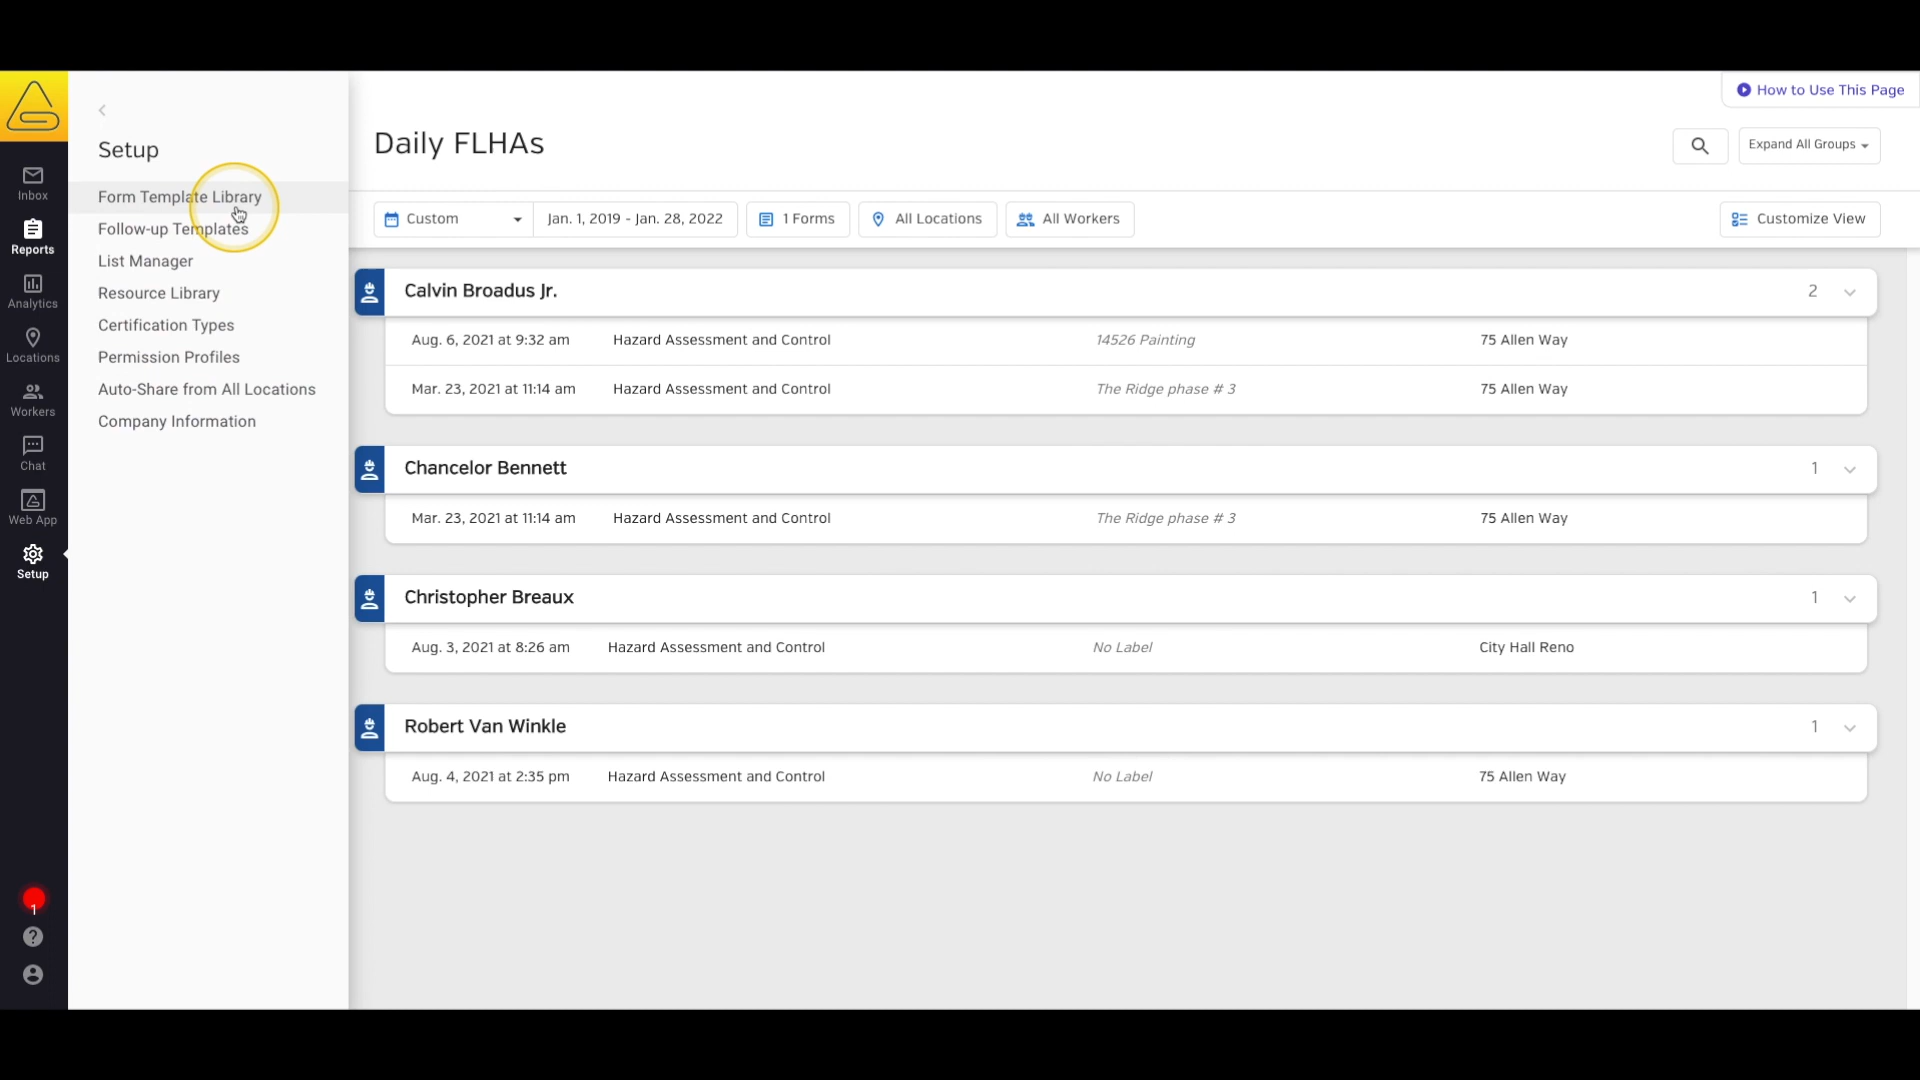 How to Use This Page
Setup
Daily FLHAs
Expand All Groups
Inbox
Reports
Analytics
Locations
Workers
Chat
Web App
Setup
1
Form Template Library
Follow-up Templates
List Manager
Resource Library
Certification Types
Permission Profiles
Auto-Share from All Locations
Company Information
Custom
Jan. 1, 2019 - Jan. 28, 2022
1 Forms
All Locations
All Workers
Customize View
Calvin Broadus Jr. 2
Aug. 6, 2021 at 9:32 am Hazard Assessment and Control 14526 Painting 75 Allen Way
Mar. 23, 2021 at 11:14 am Hazard Assessment and Control The Ridge phase # 3 75 Allen Way
Chancelor Bennett 1
Mar. 23, 2021 at 11:14 am Hazard Assessment and Control The Ridge phase # 3 75 Allen Way
Christopher Breaux 1
Aug. 3, 2021 at 8:26 am Hazard Assessment and Control No Label City Hall Reno
Robert Van Winkle 1
Aug. 4, 2021 at 2:35 pm Hazard Assessment and Control No Label 75 Allen Way